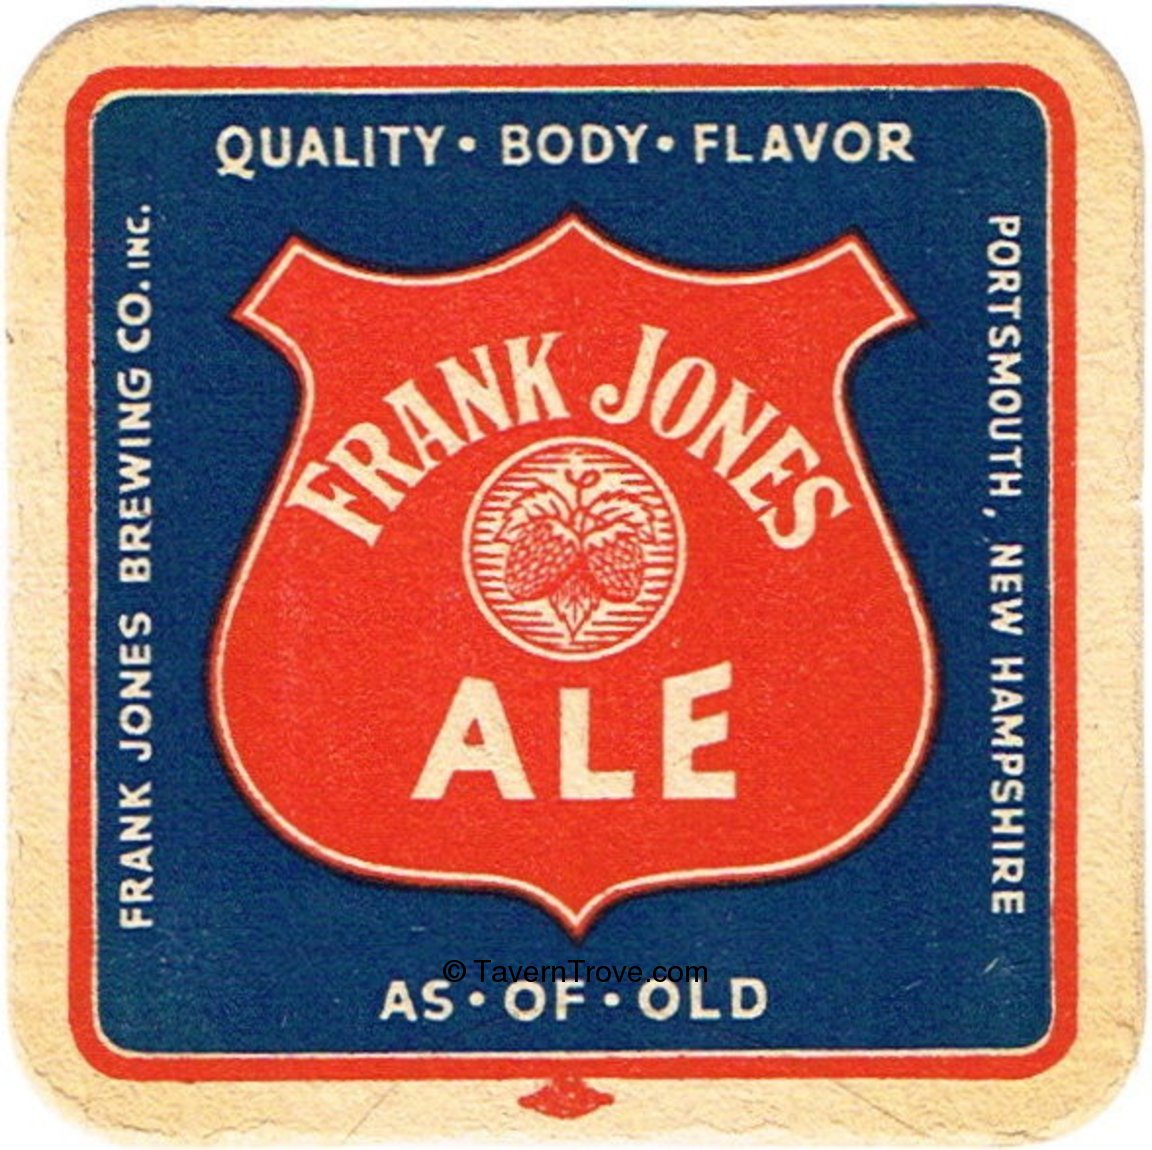 QUALITY • BODY • FLAVOR
FRANK JONES BREWING CO. INC.
PORTSMOUTH, NEW HAMPSHIRE
FRANK JONES
ALE
© TavernTrove.com
AS • OF • OLD